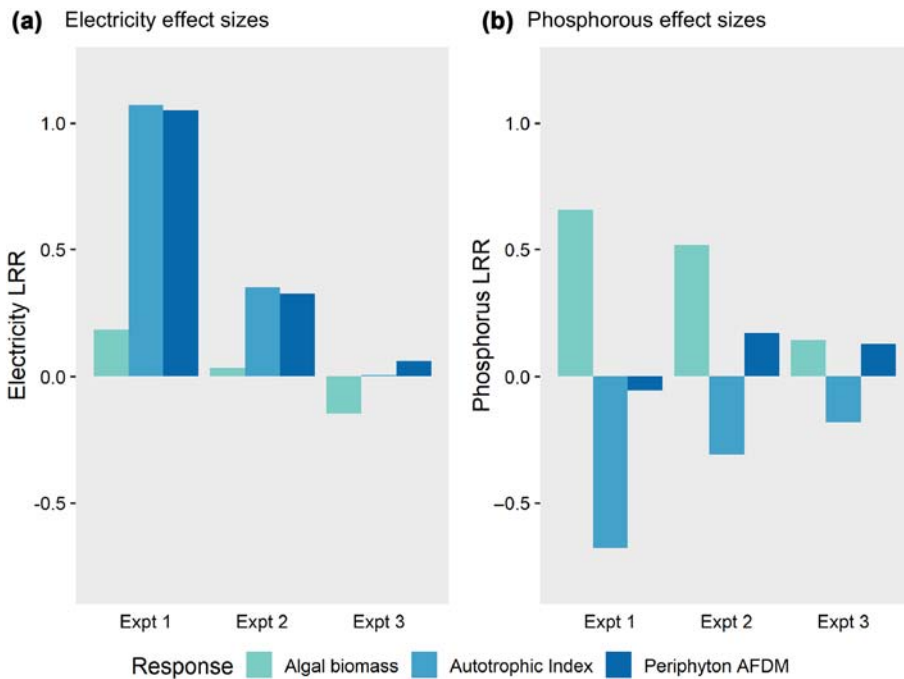 (a) Electricity effect sizes
Electricity LRR
1.0
0.5
0.0
-0.5
Expt 1 Expt 2 Expt 3
(b) Phosphorous effect sizes
Phosphorus LRR
1.0
0.5
0.0
–0.5
Expt 1 Expt 2 Expt 3
Response Algal biomass Autotrophic Index Periphyton AFDM